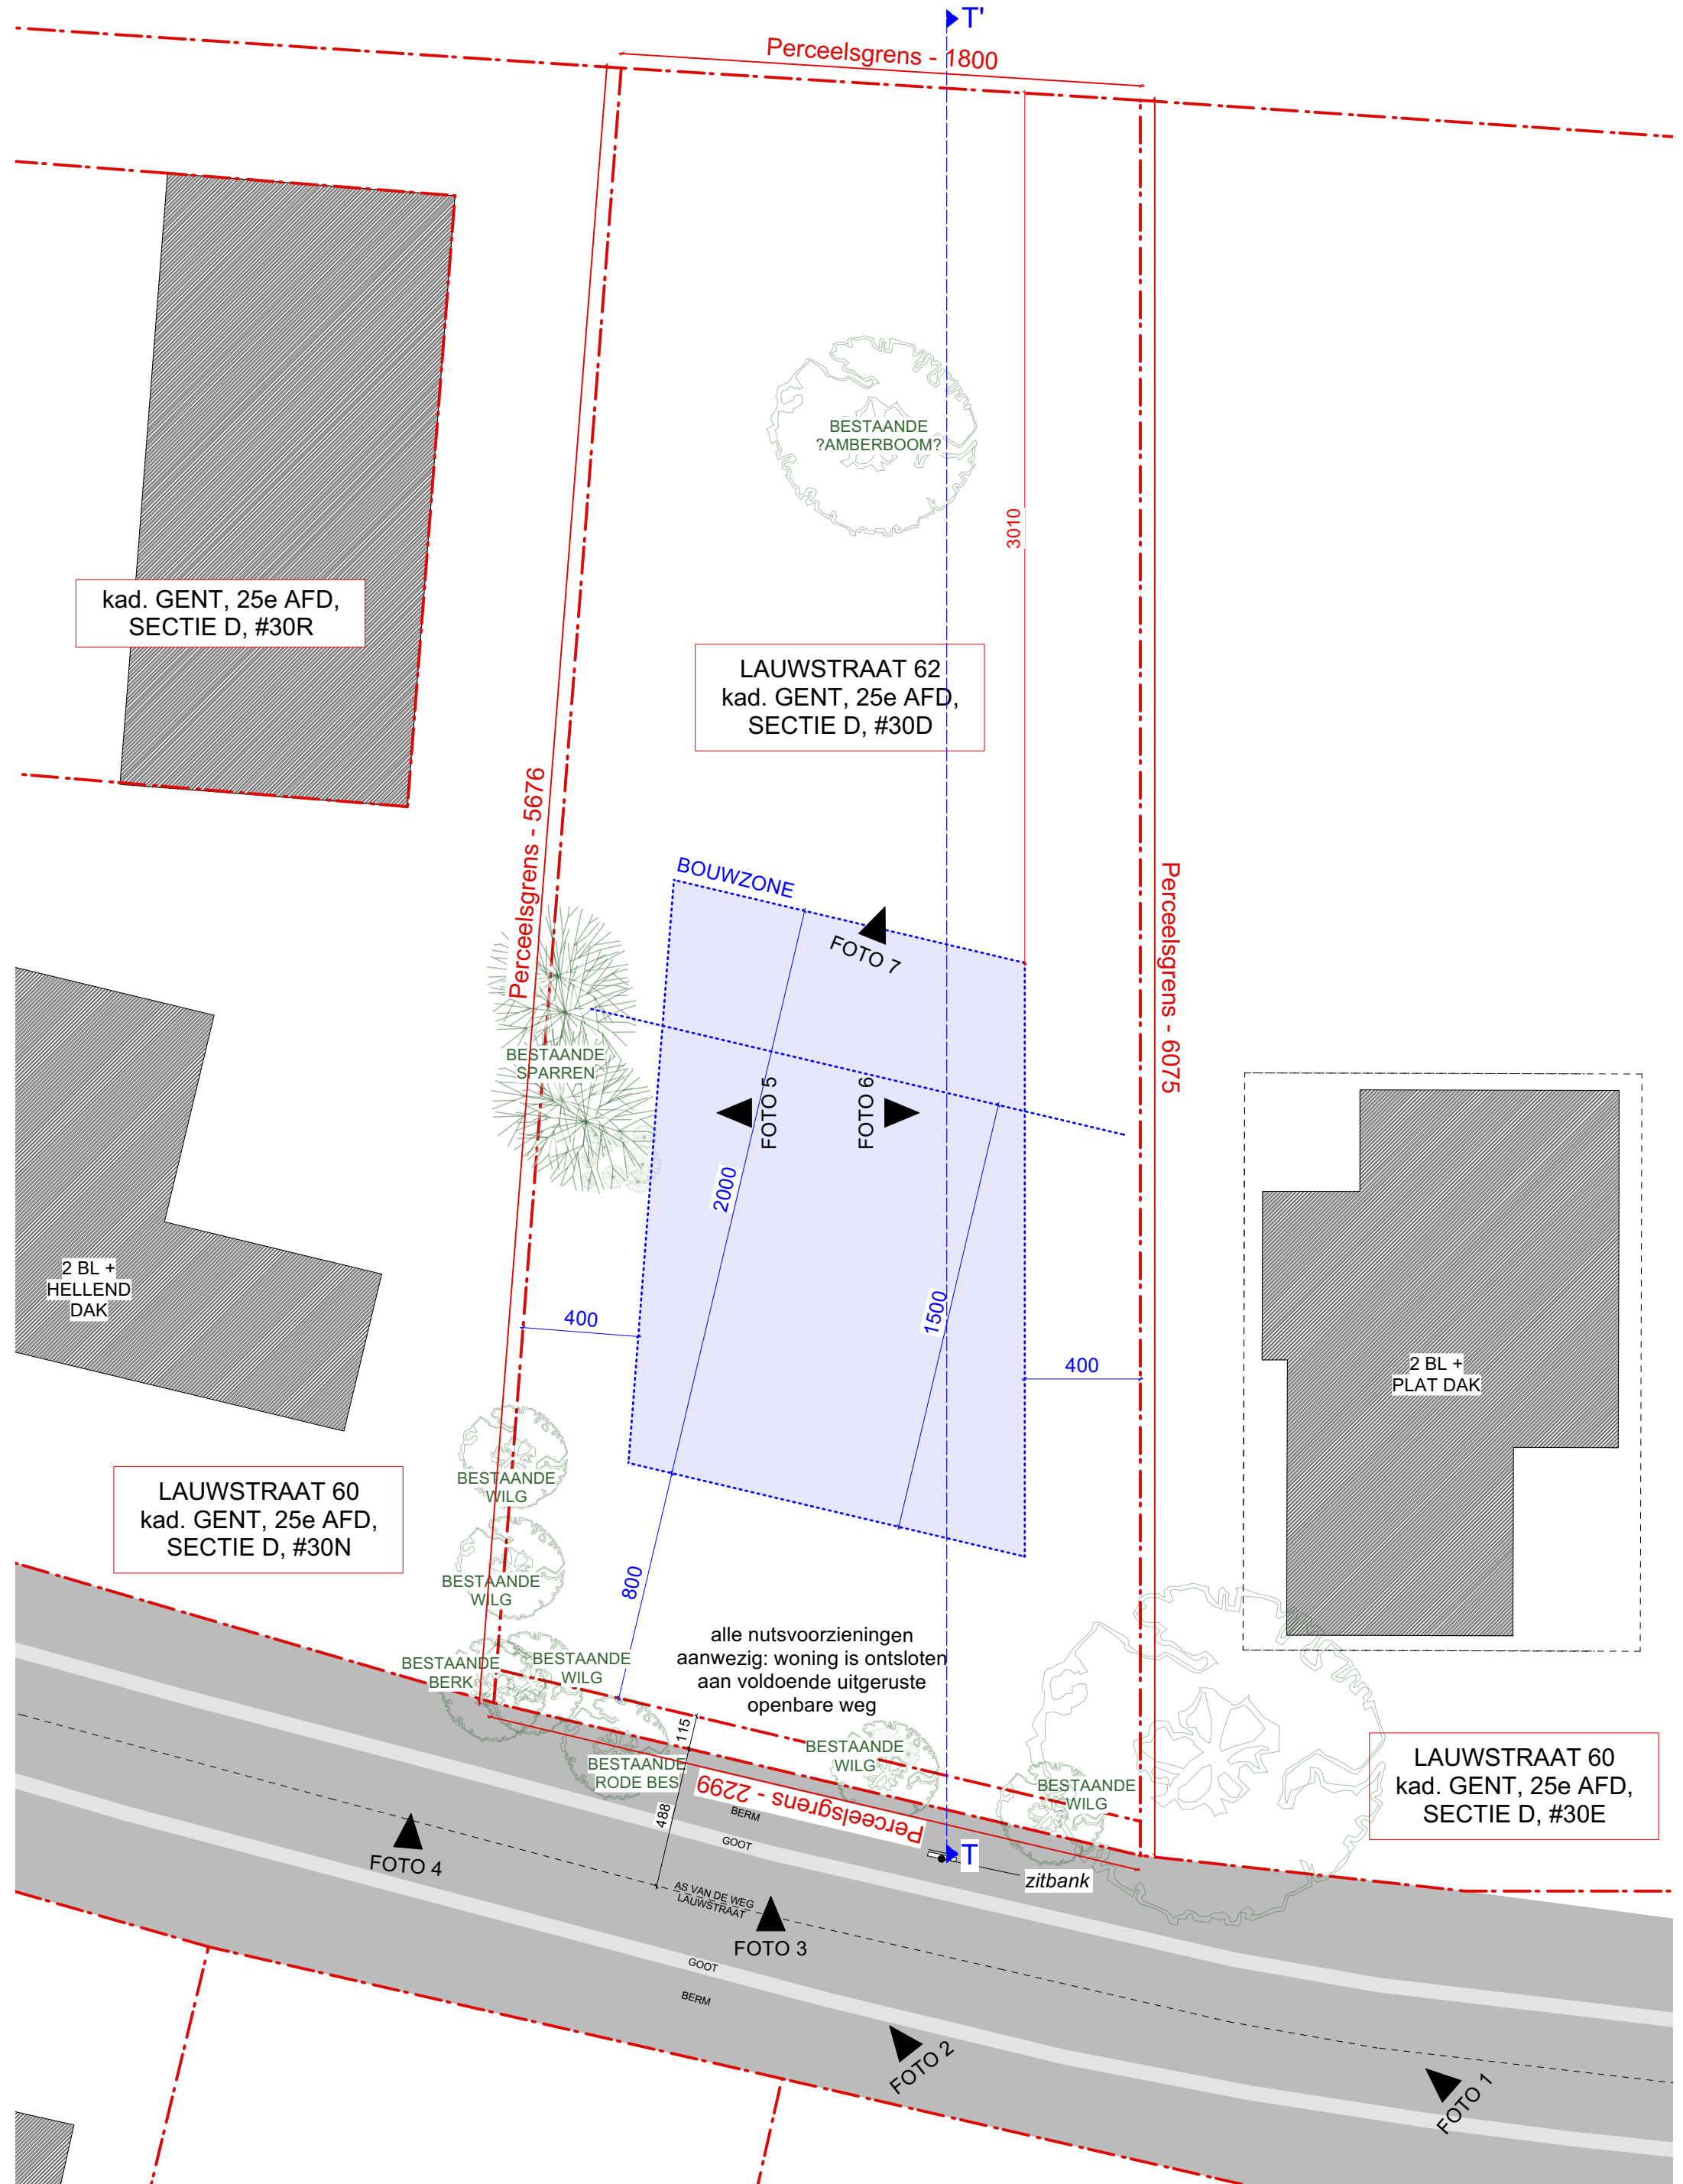 T'
Perceelsgrens - 1800
BESTAANDE
?AMBERBOOM?
3010
kad. GENT, 25e AFD,
SECTIE D, #30R
LAUWSTRAAT 62
kad. GENT, 25e AFD,
SECTIE D, #30D
Perceelsgrens - 5676
BOUWZONE
Perceelsgrens - 6075
FOTO 7
BESTAANDE
SPARREN
FOTO 5
FOTO 6
2000
2 BL +
HELLEND
DAK
400
1500
400
2 BL +
PLAT DAK
BESTAANDE
WILG
LAUWSTRAAT 60
kad. GENT, 25e AFD,
SECTIE D, #30N
BESTAANDE
WILG
800
alle nutsvoorzieningen
aanwezig: woning is ontsloten
aan voldoende uitgeruste
openbare weg
BESTAANDE
BERK
BESTAANDE
WILG
115
BESTAANDE
WILG
BESTAANDE
RODE BES
Perceelsgrens - 2299
BESTAANDE
WILG
LAUWSTRAAT 60
kad. GENT, 25e AFD,
SECTIE D, #30E
488
BERM
GOOT
T
zitbank
FOTO 4
AS VAN DE WEG
LAUWSTRAAT
FOTO 3
GOOT
BERM
FOTO 2
FOTO 1